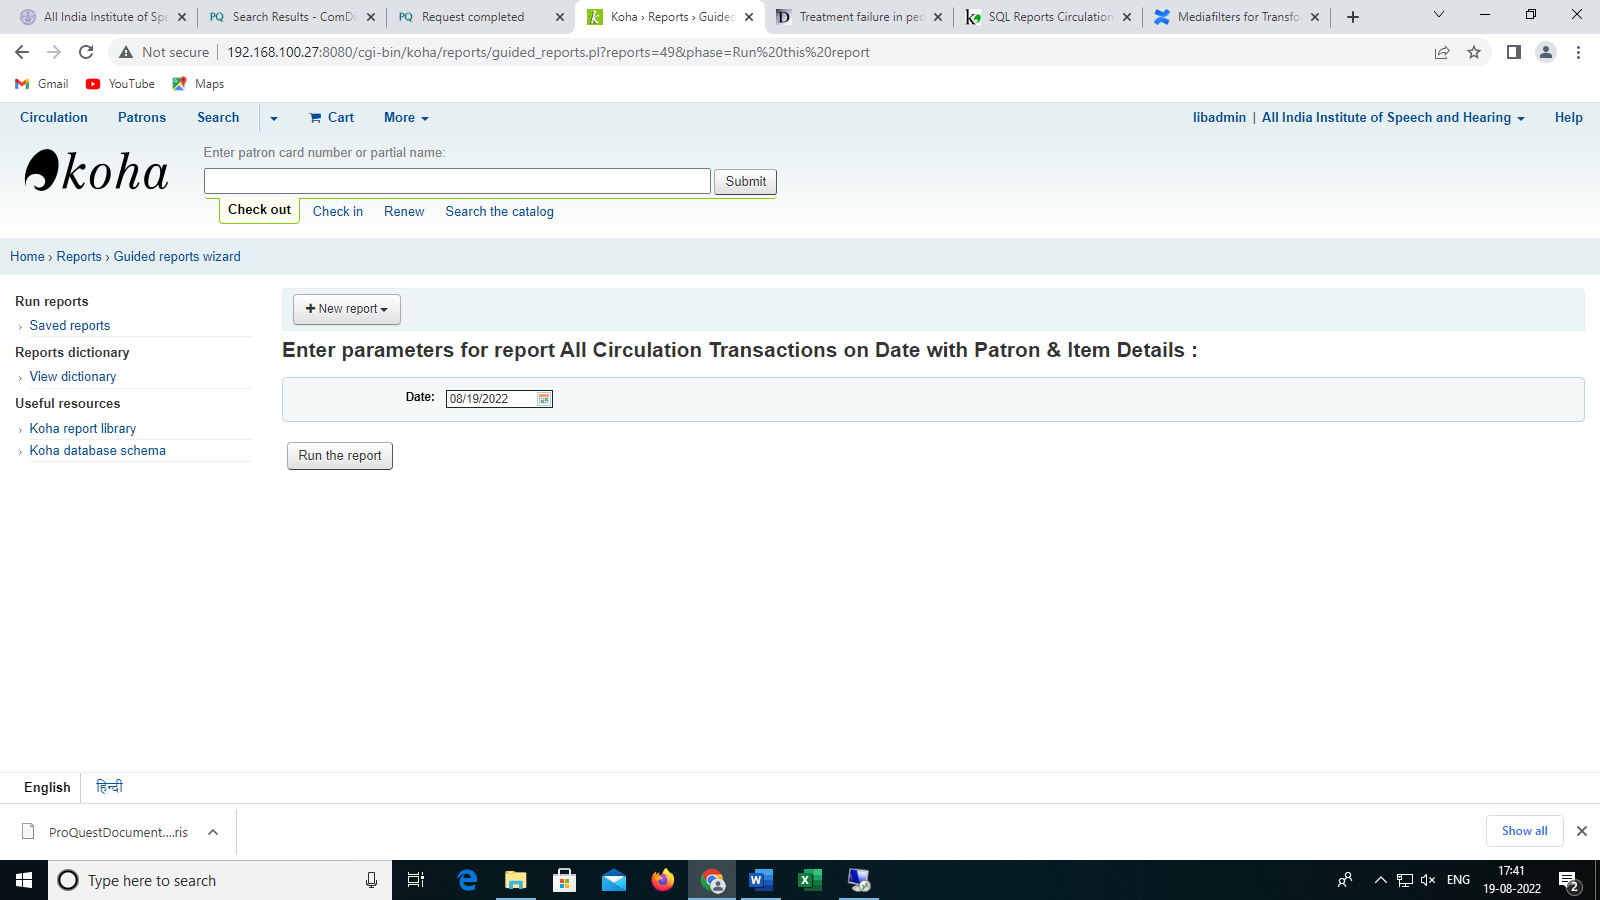 All India Institute of Spe
Search Results - ComDi
Request completed
Koha › Reports › Guided
Treatment failure in ped
SQL Reports Circulation
Mediafilters for Transfo
Not secure
192.168.100.27:8080/cgi-bin/koha/reports/guided_reports.pl?reports=49&phase=Run%20this%20report
Gmail
YouTube
Maps
Circulation
Patrons
Search
Cart
More
libadmin | All India Institute of Speech and Hearing
Help
koha
Enter patron card number or partial name:
Submit
Check out
Check in
Renew
Search the catalog
Home › Reports › Guided reports wizard
Run reports
› Saved reports
Reports dictionary
› View dictionary
Useful resources
› Koha report library
› Koha database schema
+ New report
Enter parameters for report All Circulation Transactions on Date with Patron & Item Details :
Date: 08/19/2022
Run the report
English
हिन्दी
ProQuestDocument....ris
Show all
Type here to search
ENG
17:41
19-08-2022
2